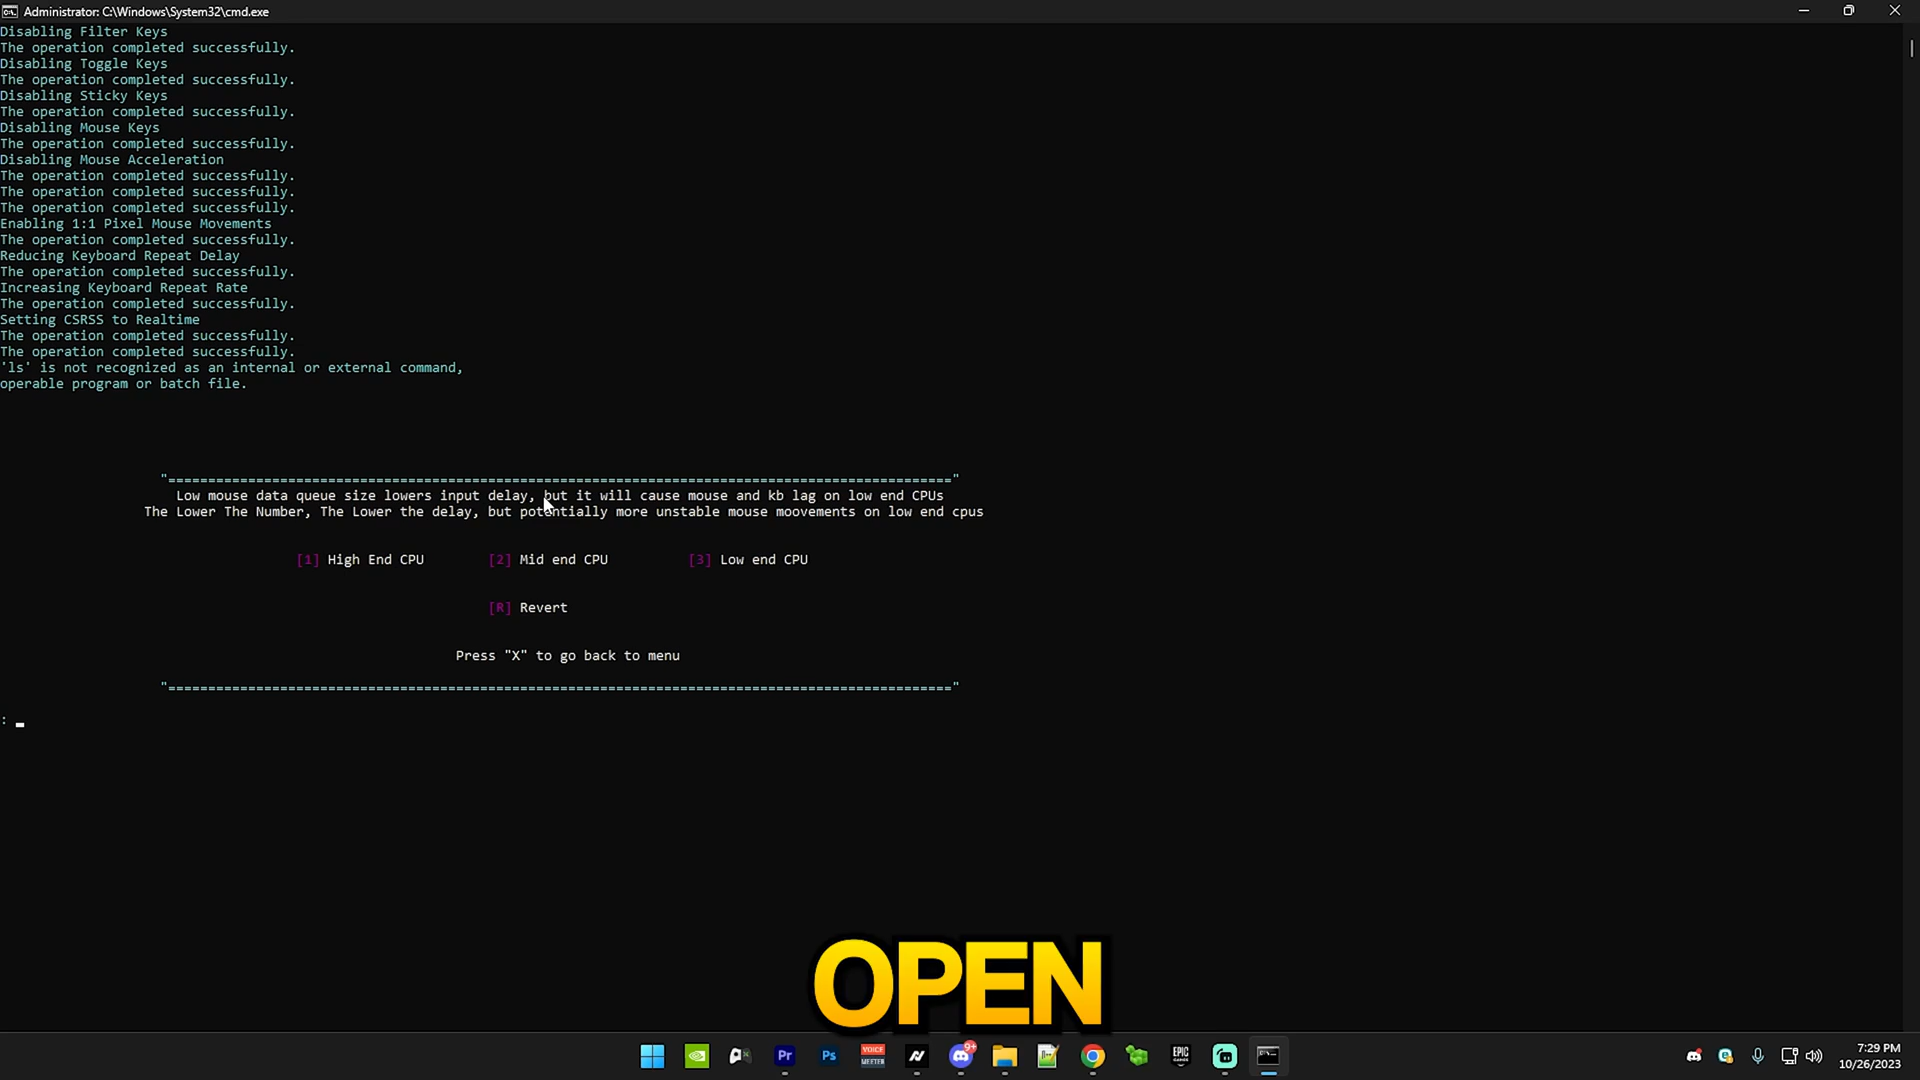 Administrator: C:\Windows\System32\cmd.exe
Disabling Filter Keys
The operation completed successfully.
Disabling Toggle Keys
The operation completed successfully.
Disabling Sticky Keys
The operation completed successfully.
Disabling Mouse Keys
The operation completed successfully.
Disabling Mouse Acceleration
The operation completed successfully.
The operation completed successfully.
The operation completed successfully.
Enabling 1:1 Pixel Mouse Movements
The operation completed successfully.
Reducing Keyboard Repeat Delay
The operation completed successfully.
Increasing Keyboard Repeat Rate
The operation completed successfully.
Setting CSRSS to Realtime
The operation completed successfully.
The operation completed successfully.
'ls' is not recognized as an internal or external command,
operable program or batch file.
"=================================================================================================="
Low mouse data queue size lowers input delay, but it will cause mouse and kb lag on low end CPUs
The Lower The Number, The Lower the delay, but potentially more unstable mouse moovements on low end cpus
[1] High End CPU [2] Mid end CPU [3] Low end CPU
[R] Revert
Press "X" to go back to menu
"=================================================================================================="
: _
OPEN
Pr Ps VOICE MEETER 9+ EPIC GAMES
7:29 PM
10/26/2023